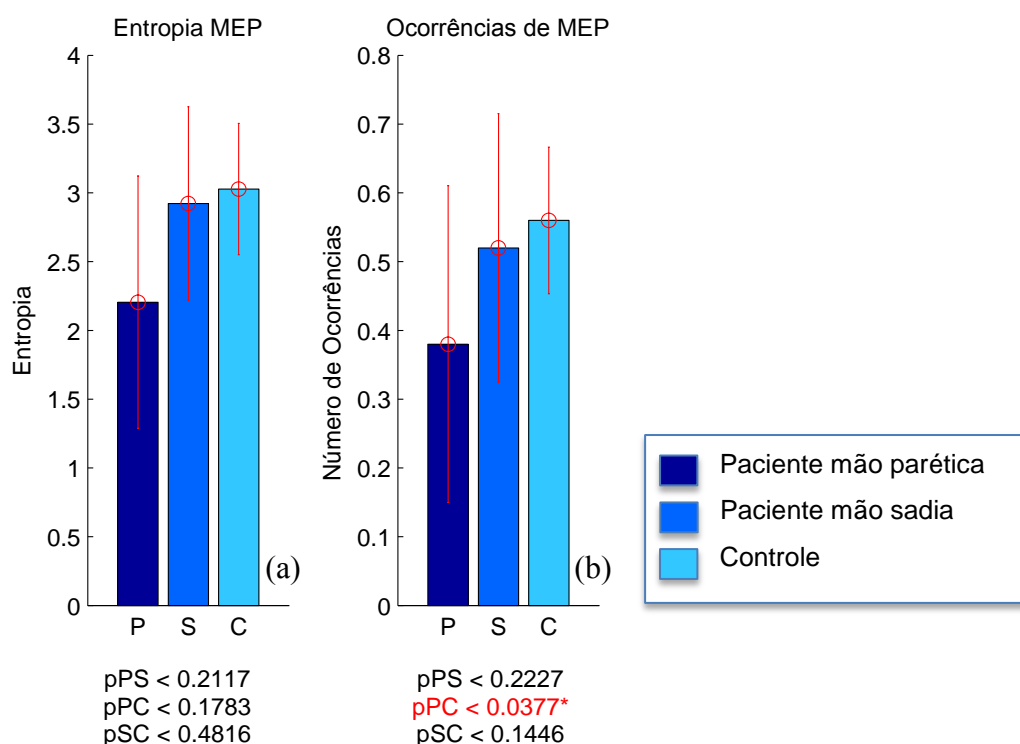 Entropia MEP
4
3.5
3
2.5
2
1.5
1
0.5
0
Entropia
(a)
P S C
pPS < 0.2117
pPC < 0.1783
pSC < 0.4816
Ocorrências de MEP
0.8
0.7
0.6
0.5
0.4
0.3
0.2
0.1
0
Número de Ocorrências
(b)
P S C
pPS < 0.2227
pPC < 0.0377*
pSC < 0.1446
Paciente mão parética
Paciente mão sadia
Controle